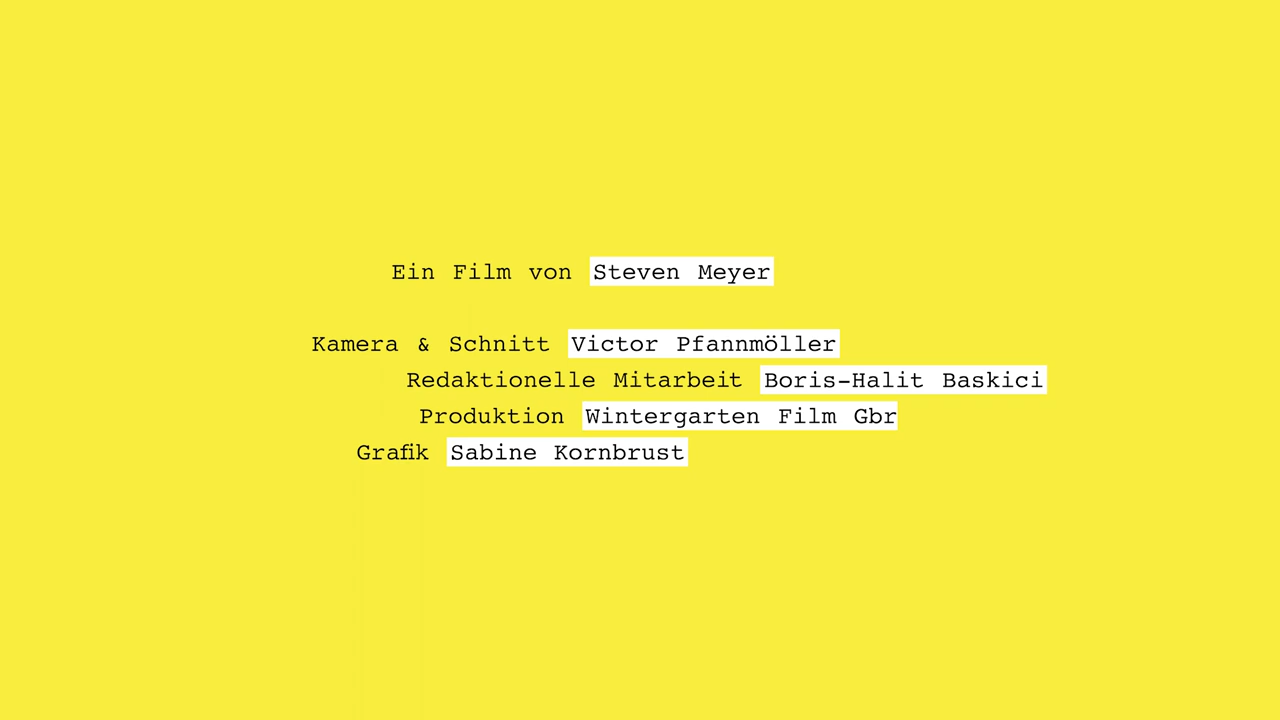 Ein Film von Steven Meyer
Kamera & Schnitt Victor Pfannmöller
Redaktionelle Mitarbeit Boris-Halit Baskici
Produktion Wintergarten Film Gbr
Grafik Sabine Kornbrust